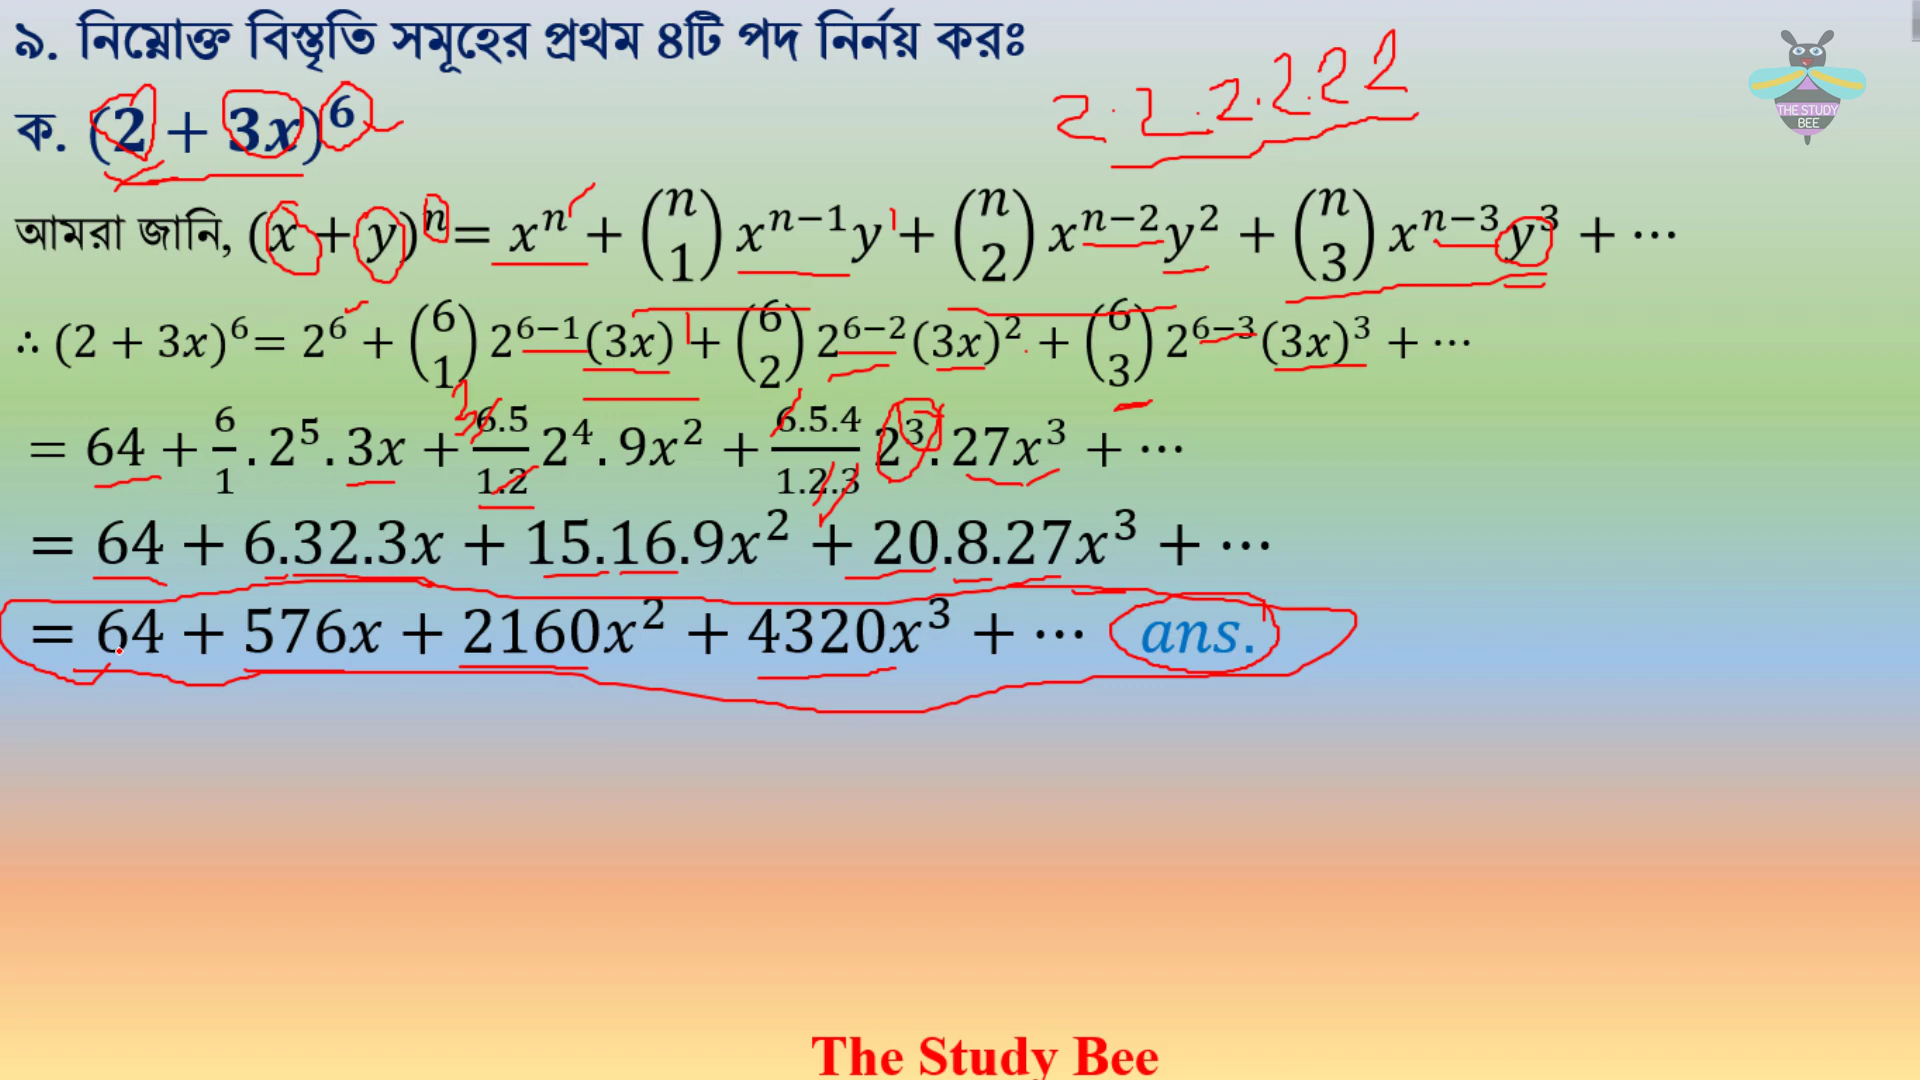 ৯. নিম্নোক্ত বিস্তৃতি সমূহের প্রথম ৪টি পদ নির্নয় করঃ
2.2.2.2.2.2
THE STUDY BEE
ক. (2 + 3x)⁶
আমরা জানি, (x + y)ⁿ = xⁿ + (n 1) xⁿ⁻¹y + (n 2) xⁿ⁻²y² + (n 3) xⁿ⁻³y³ + ⋯
∴ (2 + 3x)⁶ = 2⁶ + (6 1) 2⁶⁻¹(3x) + (6 2) 2⁶⁻²(3x)² + (6 3) 2⁶⁻³(3x)³ + ⋯
= 64 + 6/1 . 2⁵. 3x + 6.5/1.2 2⁴. 9x² + 6.5.4/1.2.3 2³. 27x³ + ⋯
= 64 + 6.32.3x + 15.16.9x² + 20.8.27x³ + ⋯
= 64 + 576x + 2160x² + 4320x³ + ⋯ ans.
The Study Bee